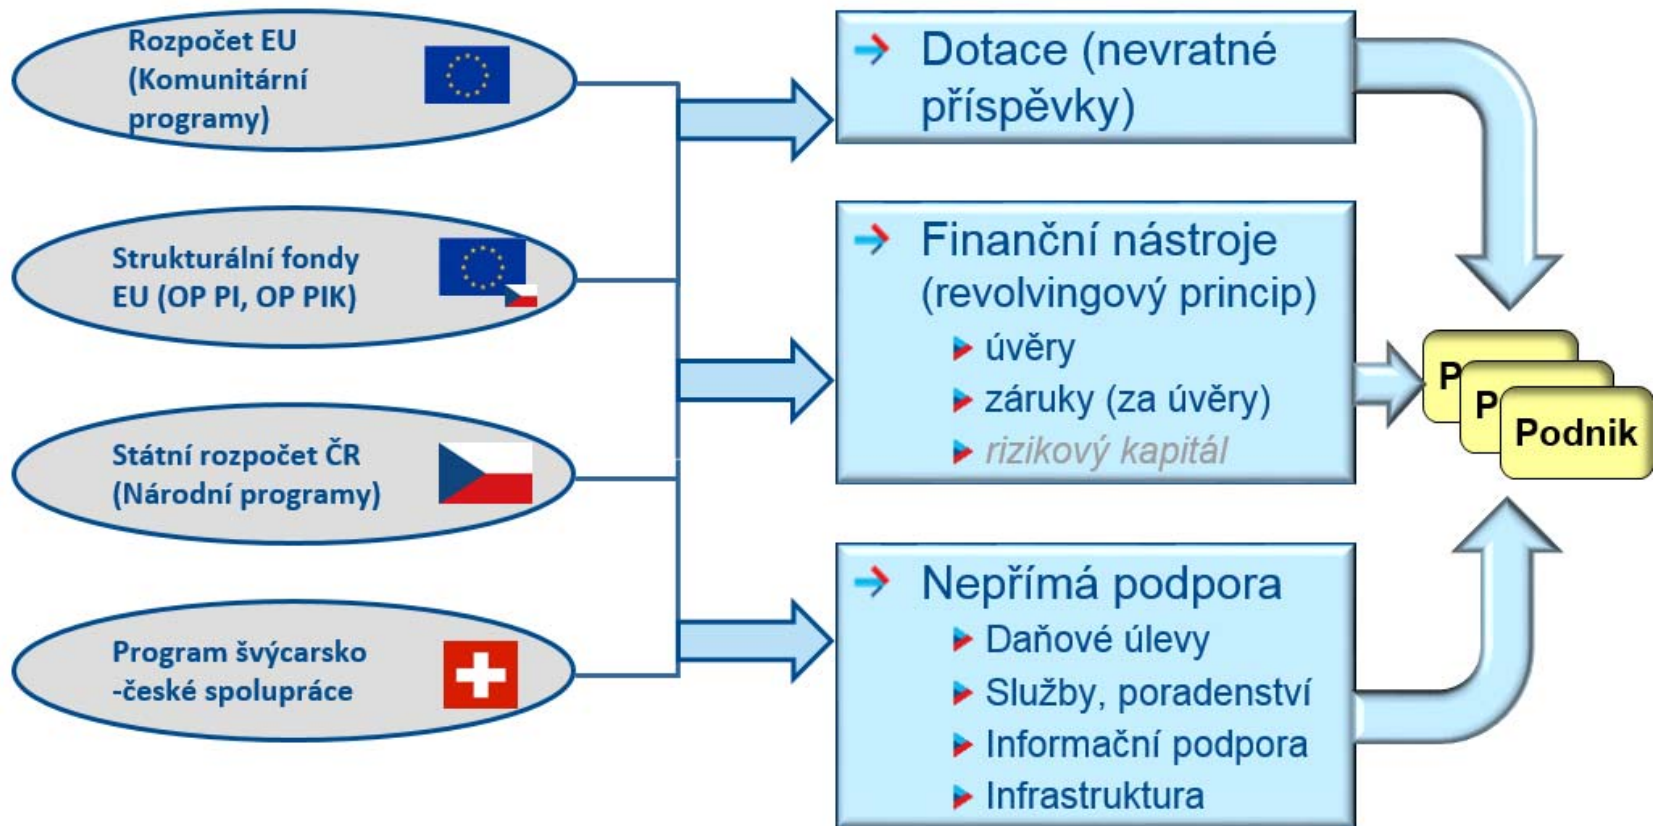 Rozpočet EU
(Komunitární
programy)
Strukturální fondy
EU (OP PI, OP PIK)
Státní rozpočet ČR
(Národní programy)
Program švýcarsko
-české spolupráce
Dotace (nevratné
příspěvky)
Finanční nástroje
(revolvingový princip)
úvěry
záruky (za úvěry)
rizikový kapitál
Nepřímá podpora
Daňové úlevy
Služby, poradenství
Informační podpora
Infrastruktura
P
P
Podnik